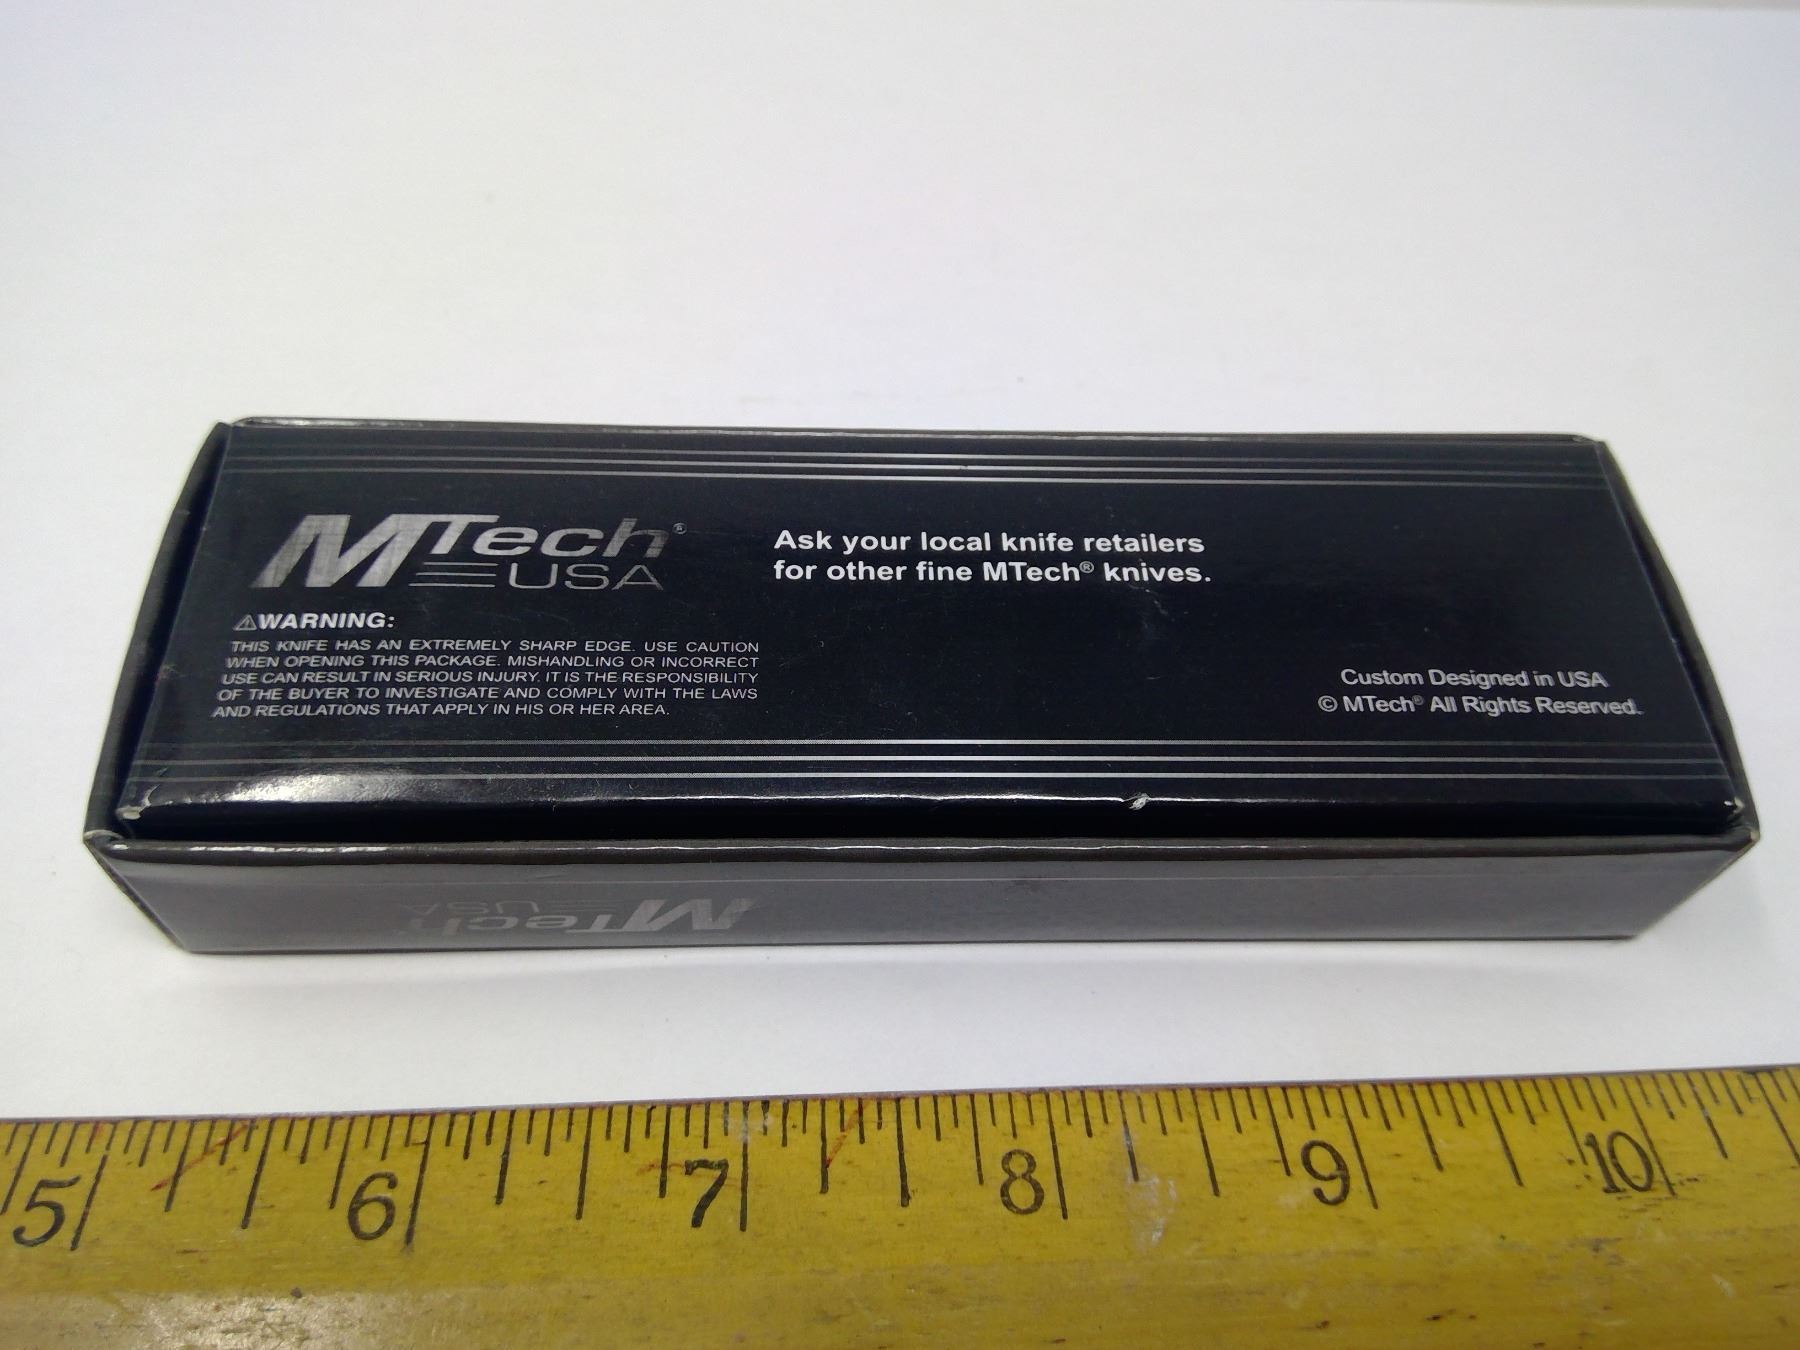 MTech®
USA
Ask your local knife retailers
for other fine MTech® knives.
⚠WARNING:
THIS KNIFE HAS AN EXTREMELY SHARP EDGE. USE CAUTION
WHEN OPENING THIS PACKAGE. MISHANDLING OR INCORRECT
USE CAN RESULT IN SERIOUS INJURY. IT IS THE RESPONSIBILITY
OF THE BUYER TO INVESTIGATE AND COMPLY WITH THE LAWS
AND REGULATIONS THAT APPLY IN HIS OR HER AREA.
Custom Designed in USA
© MTech® All Rights Reserved.
MTech
USA
5 6 7 8 9 10